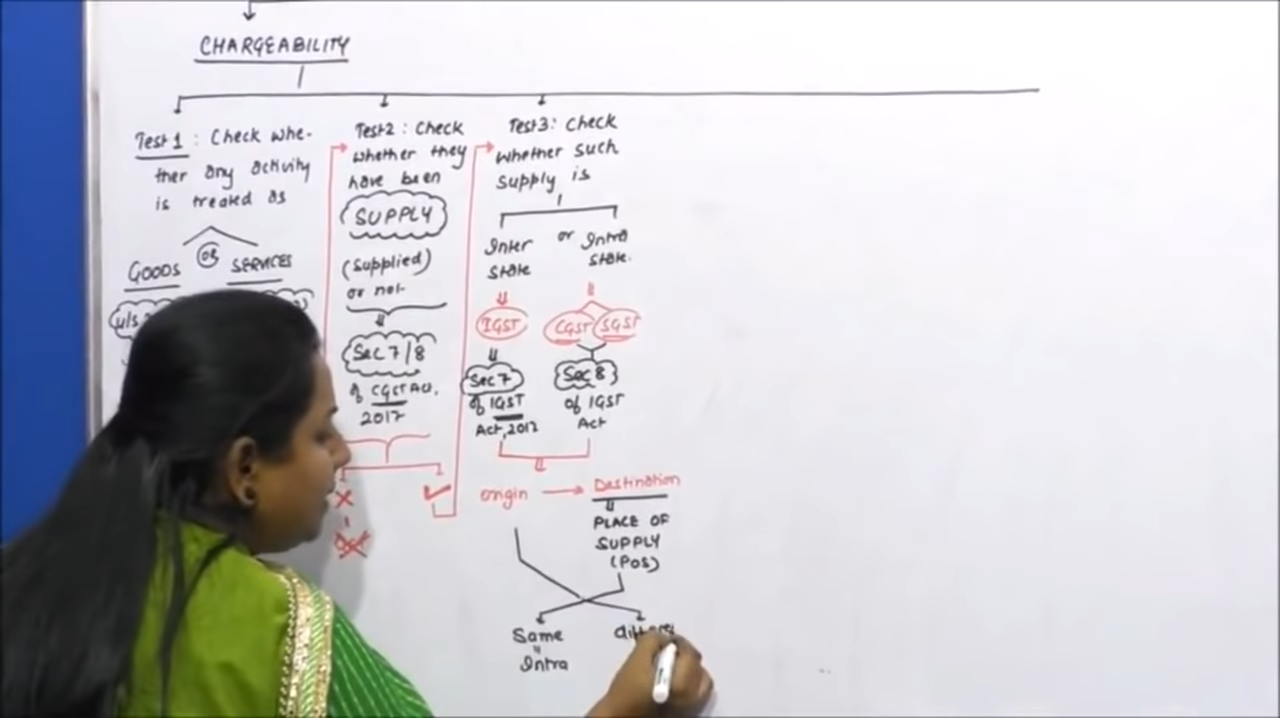 CHARGEABILITY
Test 1 : Check whe-
ther any activity
is treated as
GOODS OR SERVICES
u/s
Test 2 : Check
whether they
have been
SUPPLY
(supplied)
or not
Sec 7/8
of CGST Act,
2017
Test 3 : Check
whether such
supply is
Inter or Intra
state state.
IGST CGST SGST
Sec 7 Sec 8
of IGST of IGST
Act, 2017 Act
origin → Destination
PLACE OF
SUPPLY
(POS)
Same
Intra